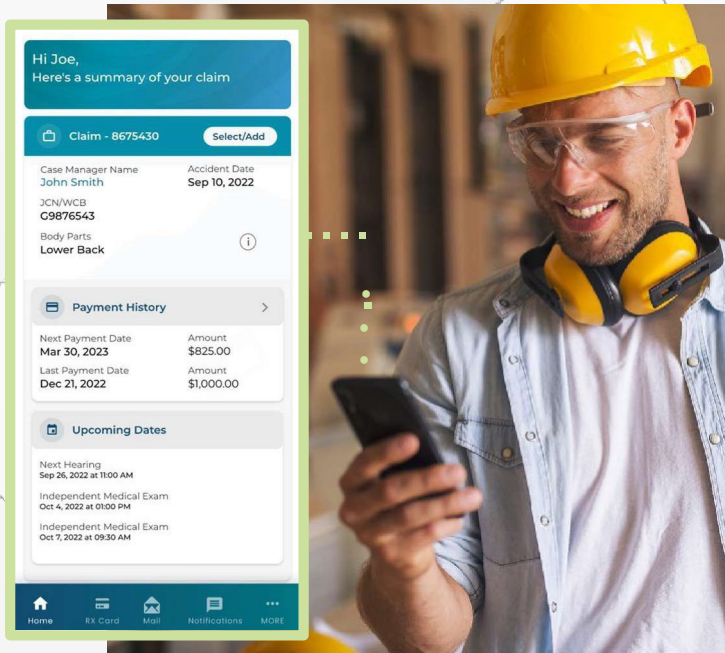 Hi Joe,
Here's a summary of your claim
Claim - 8675430
Select/Add
Case Manager Name
John Smith
Accident Date
Sep 10, 2022
JCN/WCB
G9876543
Body Parts
Lower Back
i
Payment History
Next Payment Date
Mar 30, 2023
Amount
$825.00
Last Payment Date
Dec 21, 2022
Amount
$1,000.00
Upcoming Dates
Next Hearing
Sep 26, 2022 at 11:00 AM
Independent Medical Exam
Oct 4, 2022 at 01:00 PM
Independent Medical Exam
Oct 7, 2022 at 09:30 AM
Home
RX Card
Mail
Notifications
MORE